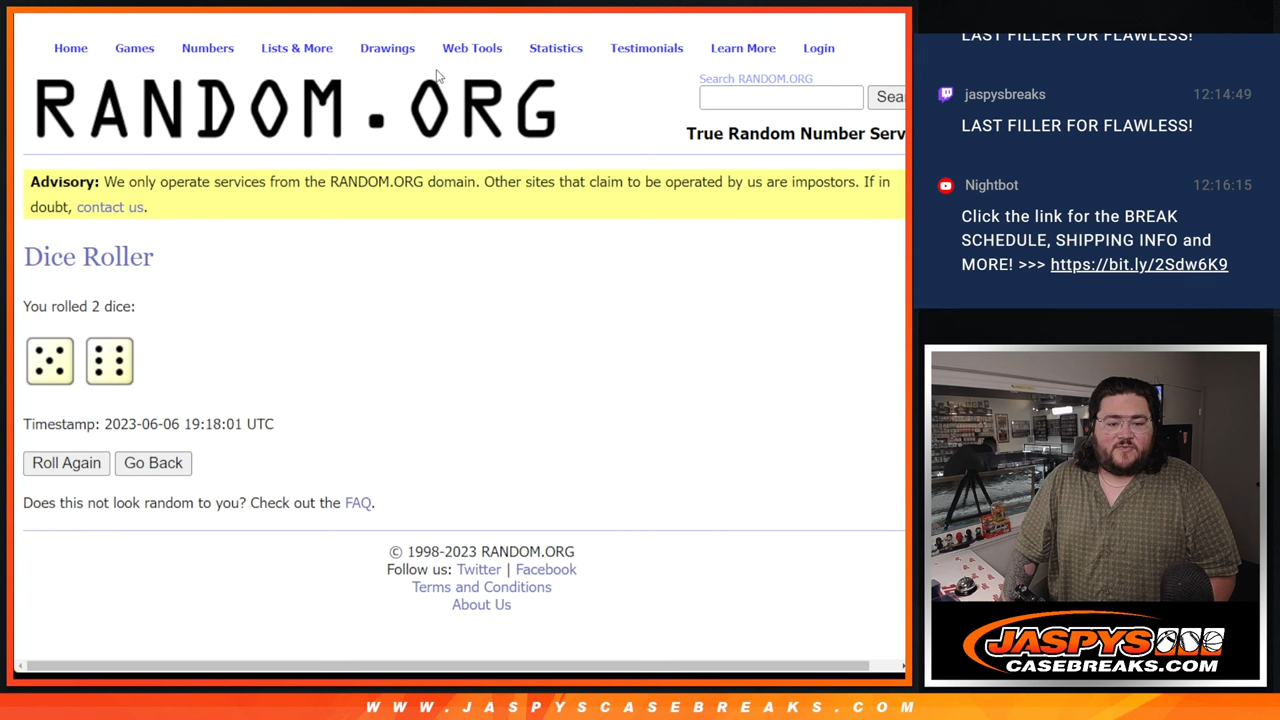 Home Games Numbers Lists & More Drawings Web Tools Statistics Testimonials Learn More Login
RANDOM.ORG
Search RANDOM.ORG
True Random Number Serv
Advisory: We only operate services from the RANDOM.ORG domain. Other sites that claim to be operated by us are impostors. If in
doubt, contact us.
Dice Roller
You rolled 2 dice:
Timestamp: 2023-06-06 19:18:01 UTC
Roll Again Go Back
Does this not look random to you? Check out the FAQ.
© 1998-2023 RANDOM.ORG
Follow us: Twitter | Facebook
Terms and Conditions
About Us
LAST FILLER FOR FLAWLESS!
jaspysbreaks 12:14:49
LAST FILLER FOR FLAWLESS!
Nightbot 12:16:15
Click the link for the BREAK
SCHEDULE, SHIPPING INFO and
MORE! >>> https://bit.ly/2Sdw6K9
JASPYS
CASEBREAKS.COM
WWW.JASPYSCASEBREAKS.COM